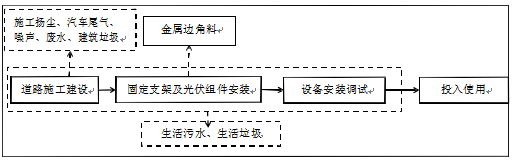 施工扬尘、汽车尾气、
噪声、废水、建筑垃圾
金属边角料
道路施工建设
固定支架及光伏组件安装
设备安装调试
投入使用
生活污水、生活垃圾